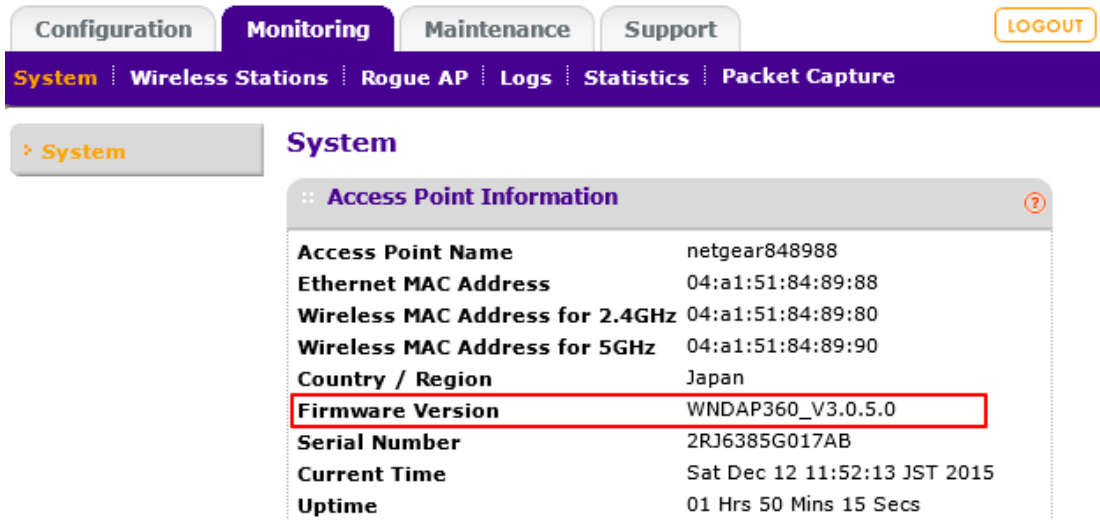 Configuration Monitoring Maintenance Support LOGOUT
System Wireless Stations Rogue AP Logs Statistics Packet Capture
System
System
Access Point Information ?
Access Point Name netgear848988
Ethernet MAC Address 04:a1:51:84:89:88
Wireless MAC Address for 2.4GHz 04:a1:51:84:89:80
Wireless MAC Address for 5GHz 04:a1:51:84:89:90
Country / Region Japan
Firmware Version WNDAP360_V3.0.5.0
Serial Number 2RJ6385G017AB
Current Time Sat Dec 12 11:52:13 JST 2015
Uptime 01 Hrs 50 Mins 15 Secs